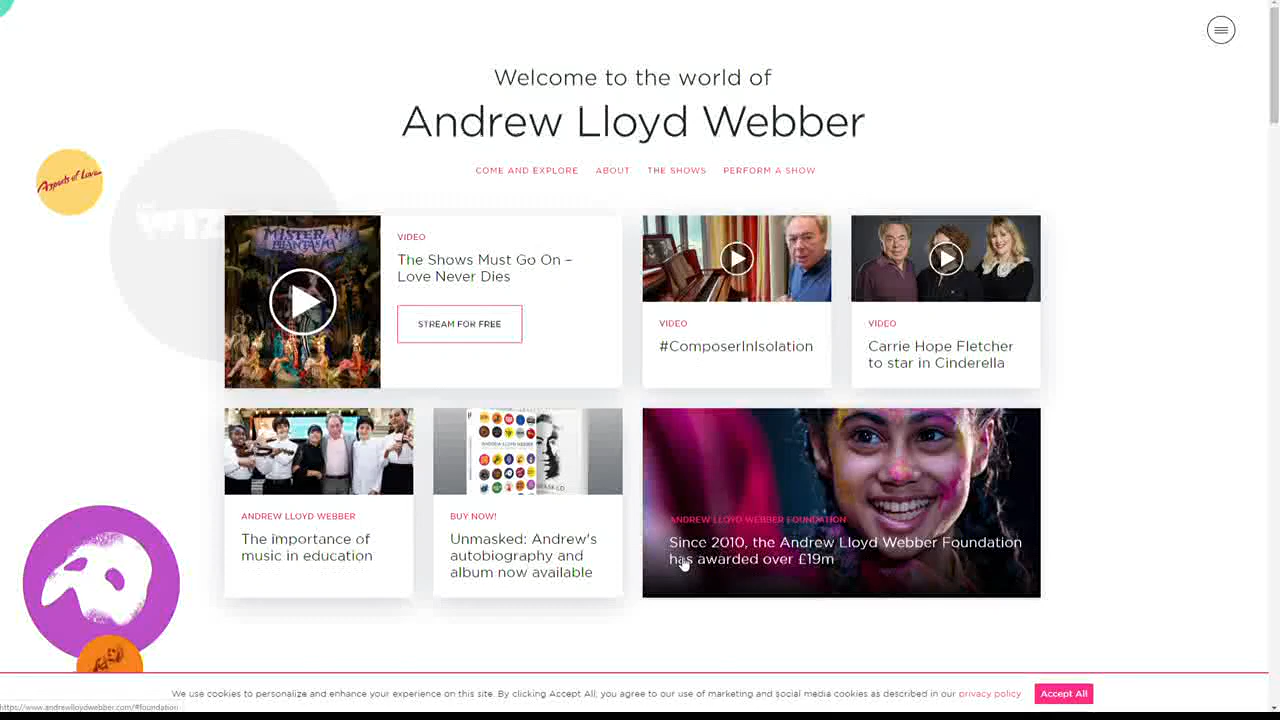 Welcome to the world of
Andrew Lloyd Webber
COME AND EXPLORE ABOUT THE SHOWS PERFORM A SHOW
Aspects of Love
WIZ
MISTER Y
PHANTASMA
VIDEO
The Shows Must Go On –
Love Never Dies
STREAM FOR FREE
VIDEO
#ComposerInIsolation
VIDEO
Carrie Hope Fletcher
to star in Cinderella
ANDREW LLOYD WEBBER
The importance of
music in education
ANDREW LLOYD WEBBER
BUY NOW!
Unmasked: Andrew's
autobiography and
album now available
ANDREW LLOYD WEBBER FOUNDATION
Since 2010, the Andrew Lloyd Webber Foundation
has awarded over £19m
We use cookies to personalize and enhance your experience on this site. By clicking Accept All, you agree to our use of marketing and social media cookies as described in our privacy policy
Accept All
https://www.andrewlloydwebber.com/#foundation